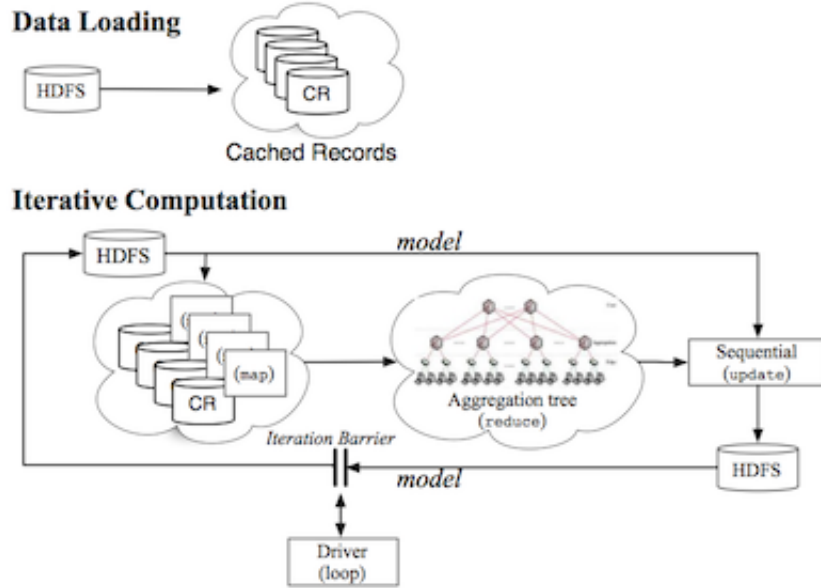 Data Loading
HDFS
CR
Cached Records
Iterative Computation
HDFS
model
(map)
CR
Aggregation tree
(reduce)
Sequential
(update)
Iteration Barrier
model
HDFS
Driver
(loop)